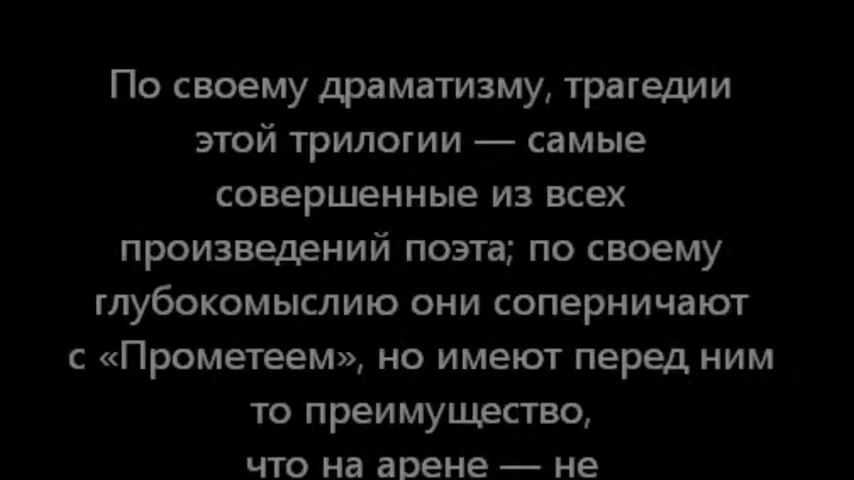 По своему драматизму, трагедии
этой трилогии — самые
совершенные из всех
произведений поэта; по своему
глубокомыслию они соперничают
с «Прометеем», но имеют перед ним
то преимущество,
что на арене — не